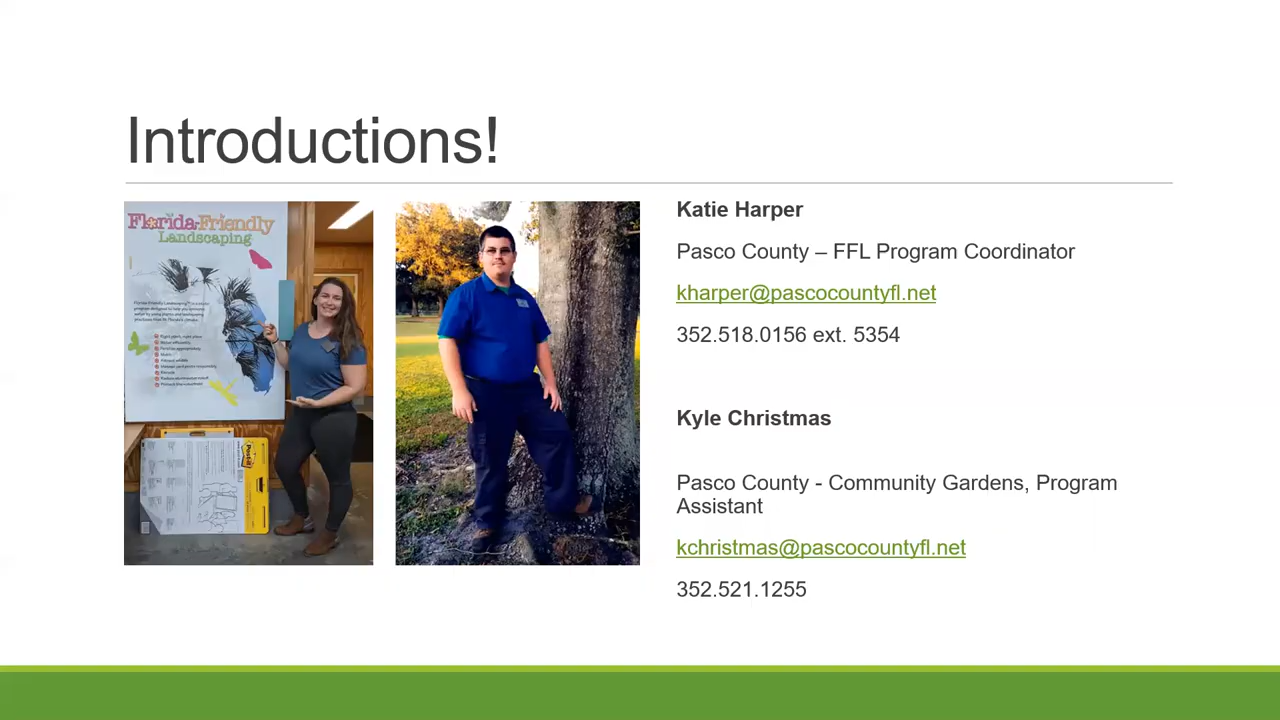 Introductions!
Florida-Friendly
Landscaping
Katie Harper
Pasco County – FFL Program Coordinator
kharper@pascocountyfl.net
352.518.0156 ext. 5354
Kyle Christmas
Pasco County - Community Gardens, Program
Assistant
kchristmas@pascocountyfl.net
352.521.1255